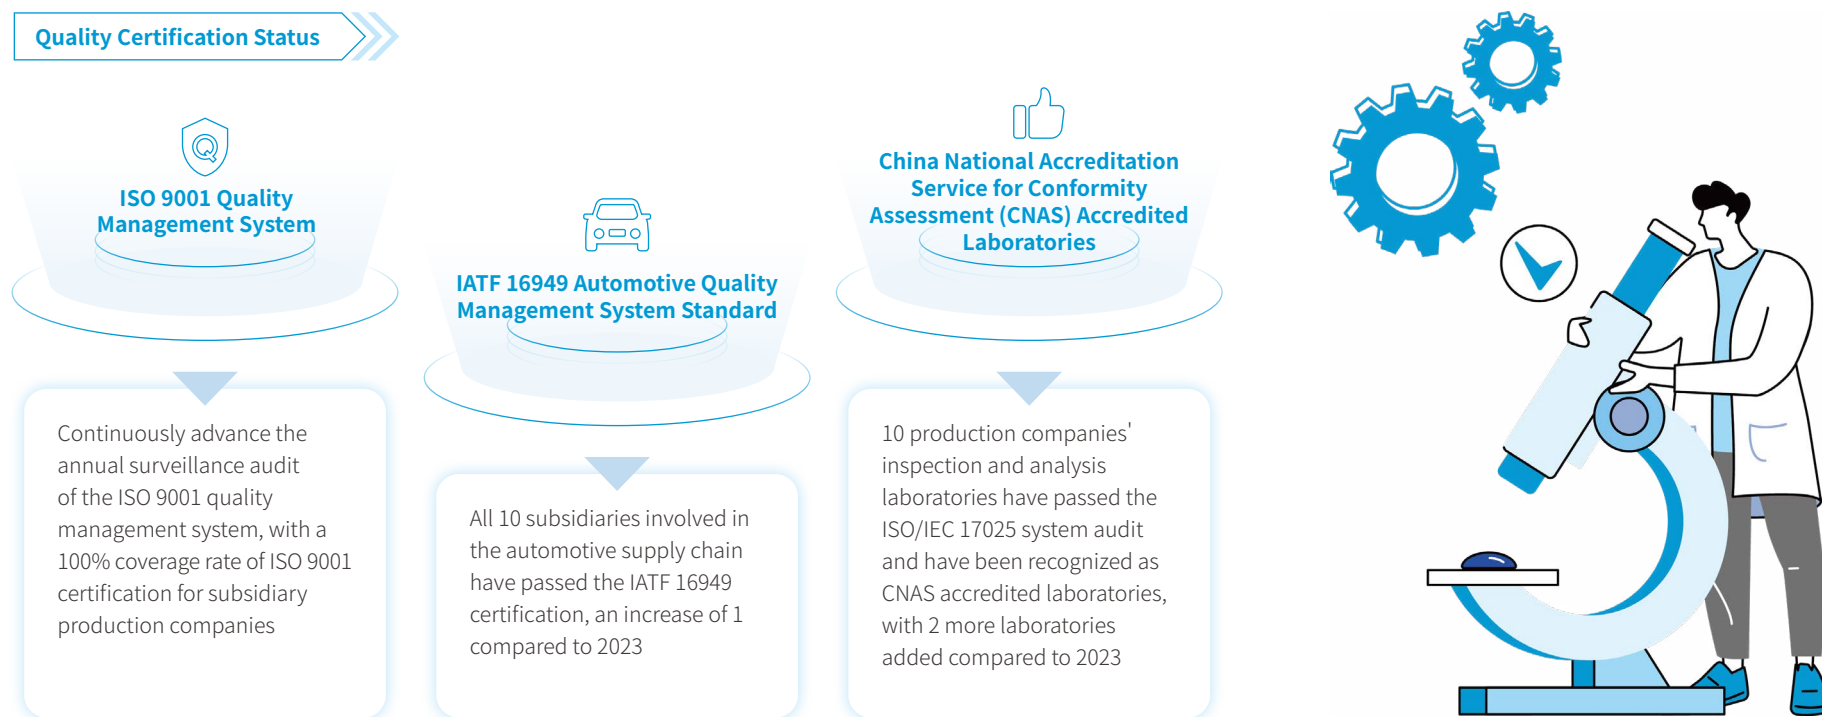 Quality Certification Status
ISO 9001 Quality
Management System
Continuously advance the
annual surveillance audit
of the ISO 9001 quality
management system, with a
100% coverage rate of ISO 9001
certification for subsidiary
production companies
IATF 16949 Automotive Quality
Management System Standard
All 10 subsidiaries involved in
the automotive supply chain
have passed the IATF 16949
certification, an increase of 1
compared to 2023
China National Accreditation
Service for Conformity
Assessment (CNAS) Accredited
Laboratories
10 production companies'
inspection and analysis
laboratories have passed the
ISO/IEC 17025 system audit
and have been recognized as
CNAS accredited laboratories,
with 2 more laboratories
added compared to 2023